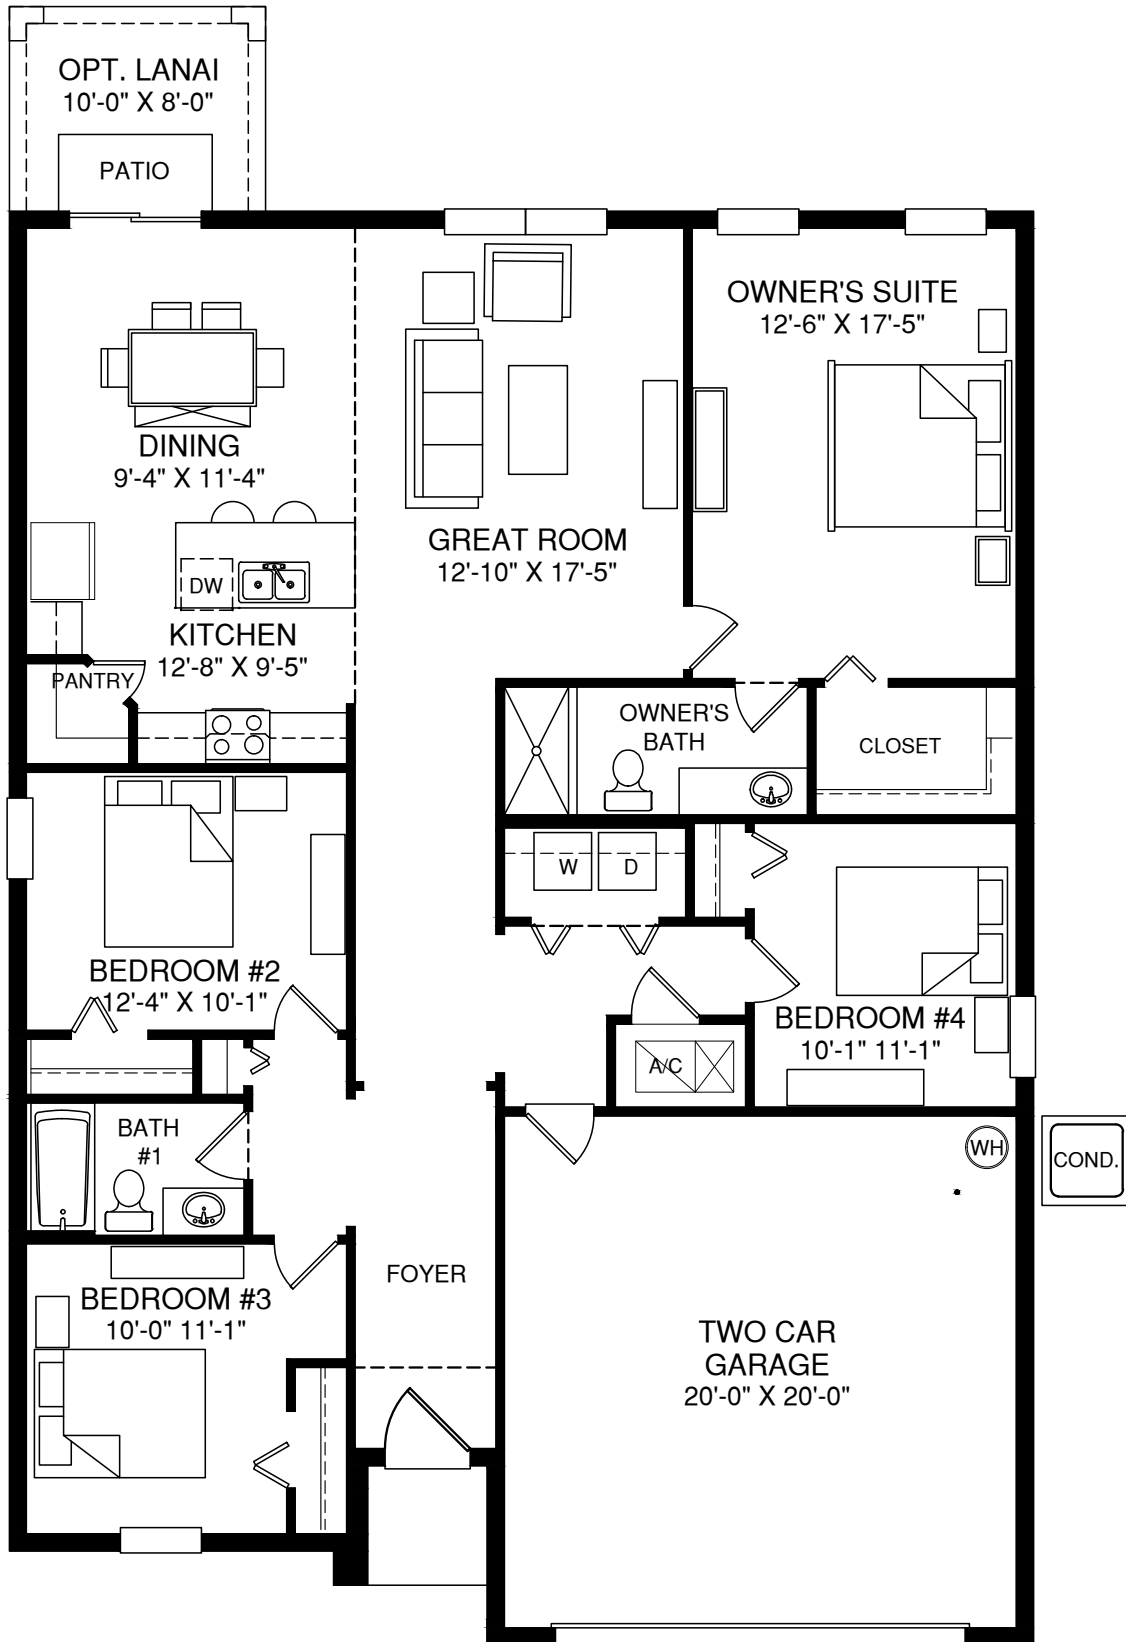 OPT. LANAI
10'-0" X 8'-0"
PATIO
OWNER'S SUITE
12'-6" X 17'-5"
DINING
9'-4" X 11'-4"
GREAT ROOM
12'-10" X 17'-5"
DW
KITCHEN
12'-8" X 9'-5"
PANTRY
OWNER'S
BATH
CLOSET
W
D
BEDROOM #2
12'-4" X 10'-1"
BEDROOM #4
10'-1" 11'-1"
A/C
BATH
#1
WH
COND.
FOYER
BEDROOM #3
10'-0" 11'-1"
TWO CAR
GARAGE
20'-0" X 20'-0"